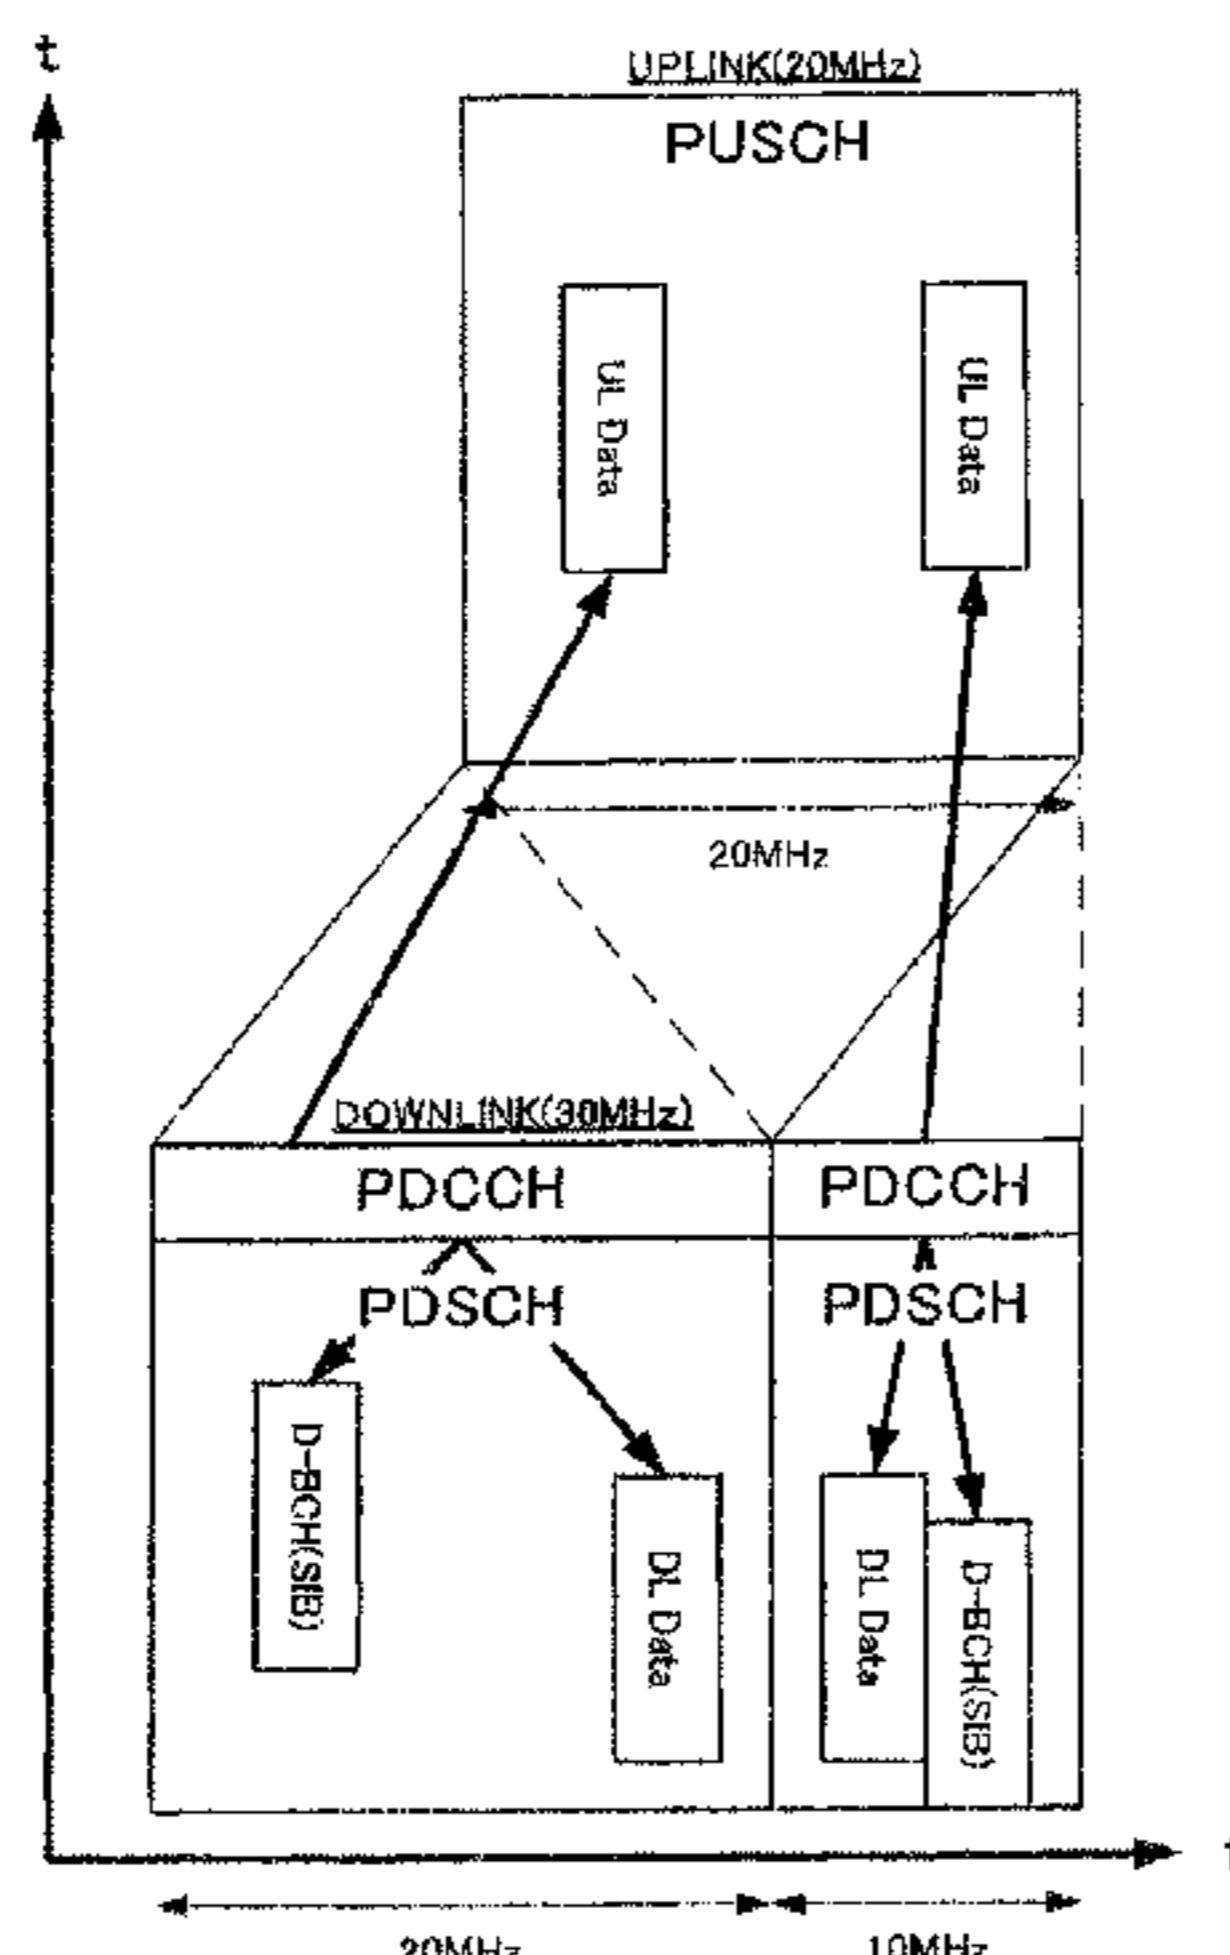 t
UPLINK(20MHz)
PUSCH
UL Data
UL Data
20MHz
DOWNLINK(30MHz)
PDCCH
PDCCH
PDSCH
PDSCH
D-BCH(SIB)
DL Data
DL Data
D-BCH(SIB)
20MHz
10MHz